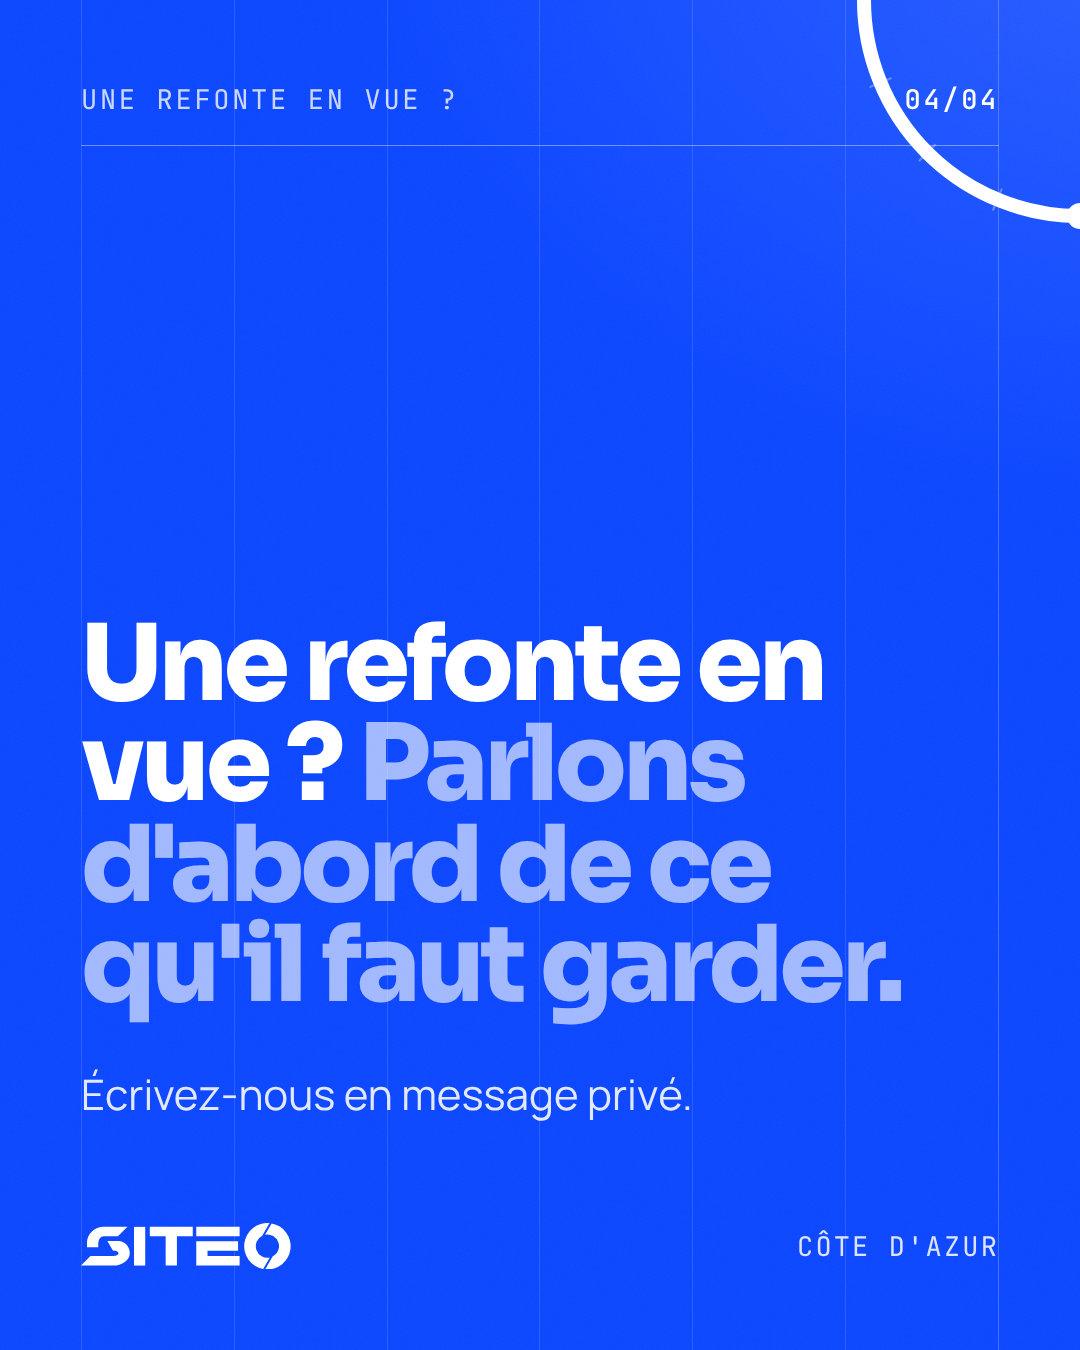 UNE REFONTE EN VUE ?
04/04
Une refonte en
vue ? Parlons
d'abord de ce
qu'il faut garder.
Écrivez-nous en message privé.
SITEO
CÔTE D'AZUR